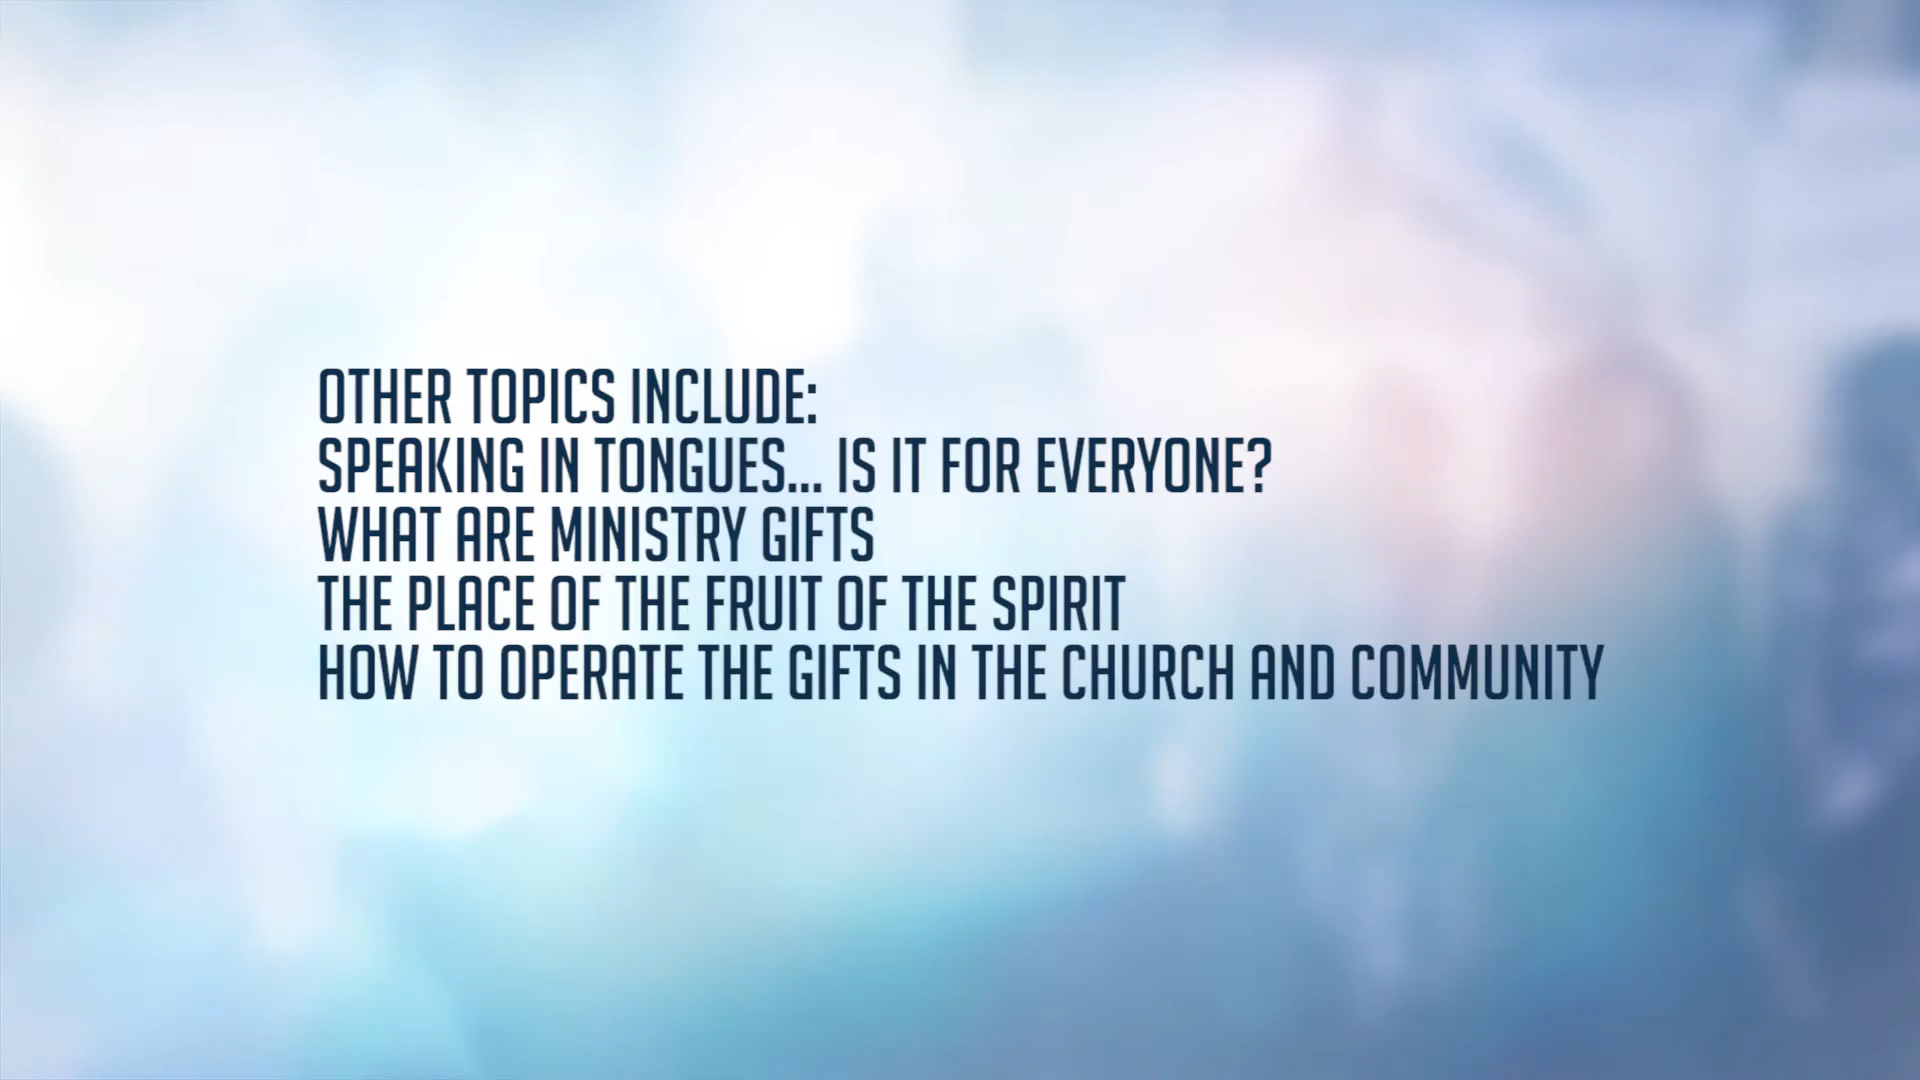 OTHER TOPICS INCLUDE:
SPEAKING IN TONGUES... IS IT FOR EVERYONE?
WHAT ARE MINISTRY GIFTS
THE PLACE OF THE FRUIT OF THE SPIRIT
HOW TO OPERATE THE GIFTS IN THE CHURCH AND COMMUNITY